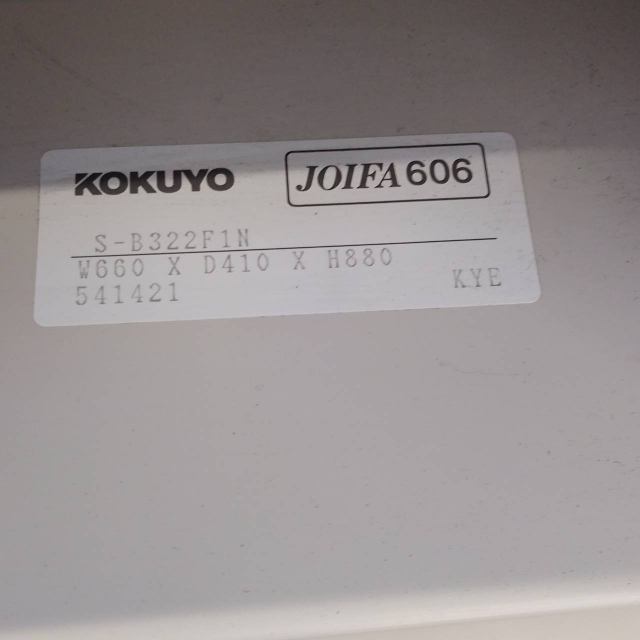 KOKUYO JOIFA 606
S-B322F1N
W660 X D410 X H880
541421 KYE